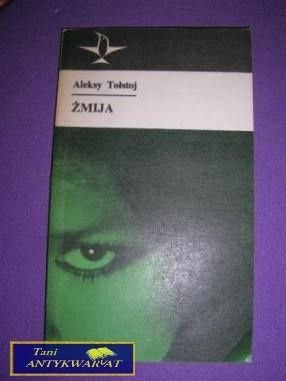 Aleksy Tołstoj
ŻMIJA
Tani
ANTYKWARIAT